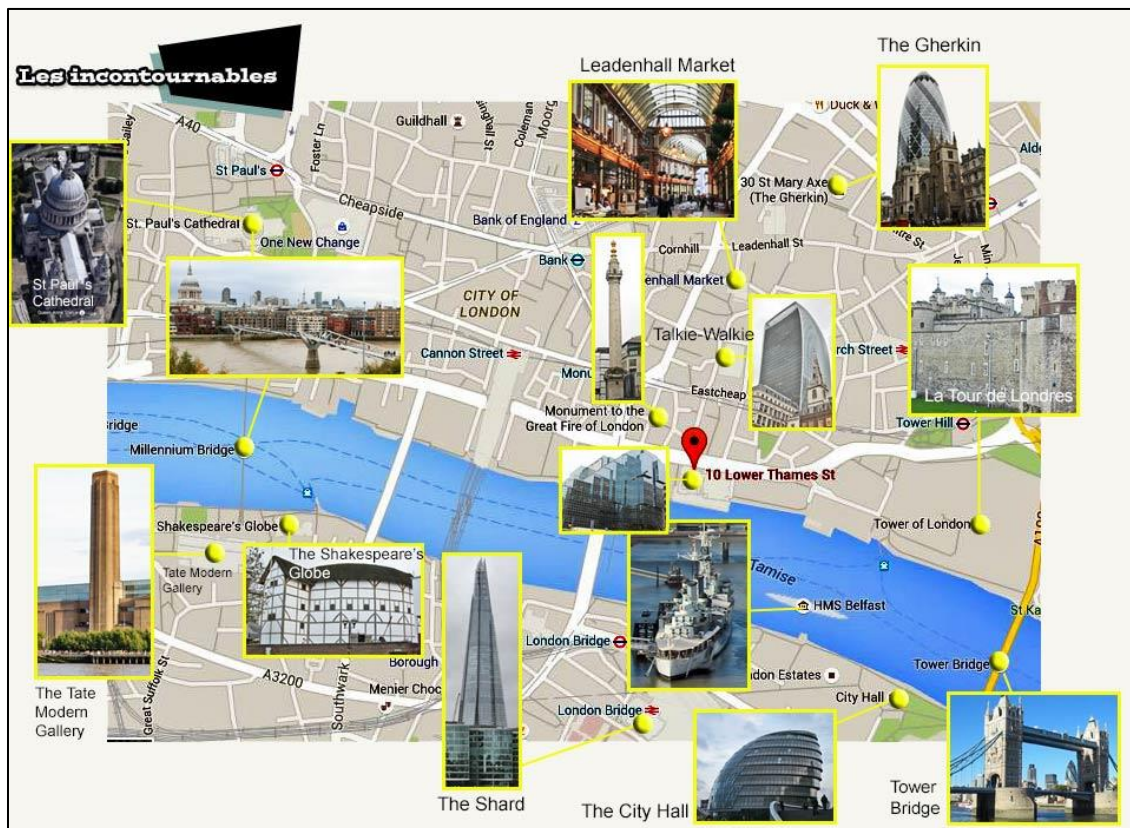 Les incontournables
The Gherkin
Leadenhall Market
A40
Foster Ln
Guildhall
Coleman
Moorg
Duck & W
St Paul's
Cheapside
Bank of England
30 St Mary Axe
(The Gherkin)
St. Paul's Cathedral
One New Change
Cornhill
Leadenhall St
Bank
enhall Market
St Paul's
Cathedral
CITY OF
LONDON
Talkie-Walkie
Cannon Street
Monu
rch Street
Eastcheap
La Tour de Londres
Monument to the
Great Fire of London
Tower Hill
Bridge
Millennium Bridge
10 Lower Thames St
Shakespeare's Globe
Tower of London
The Shakespeare's
Globe
Tate Modern
Gallery
Tamise
HMS Belfast
St Ka
London Bridge
Borough
Tower Bridge
Great Suffolk St
A3200
Southwark
Menier Choc
don Estates
City Hall
London Bridge
The Tate
Modern
Gallery
The Shard
The City Hall
Tower
Bridge